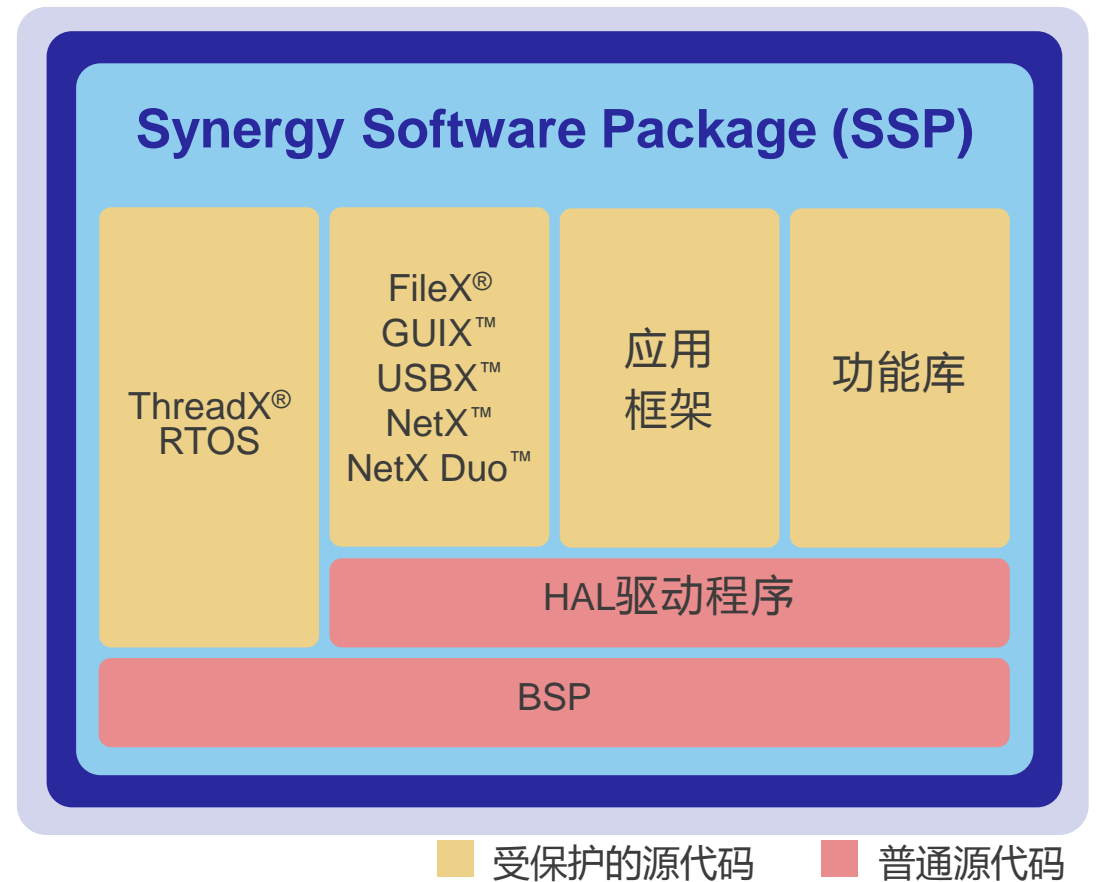 Synergy Software Package (SSP)
ThreadX®
RTOS
FileX®
GUIX™
USBX™
NetX™
NetX Duo™
应用
框架
功能库
HAL驱动程序
BSP
受保护的源代码
普通源代码